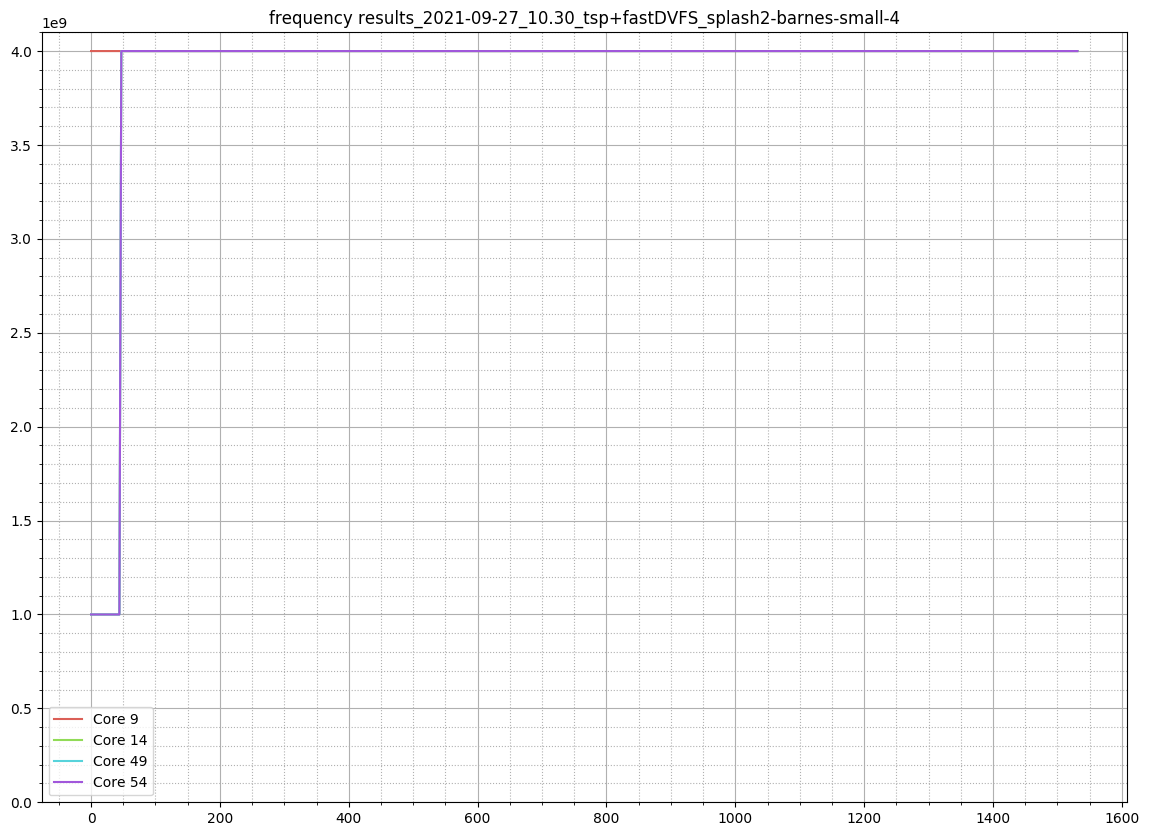 frequency results_2021-09-27_10.30_tsp+fastDVFS_splash2-barnes-small-4
1e9
4.0
3.5
3.0
2.5
2.0
1.5
1.0
0.5
0.0
Core 9
Core 14
Core 49
Core 54
0 200 400 600 800 1000 1200 1400 1600